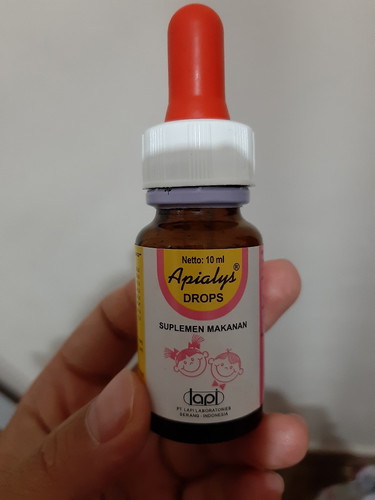 Netto: 10 ml
Apialys®
DROPS
SUPLEMEN MAKANAN
lapi
PT LAPI LABORATORIES
SERANG - INDONESIA